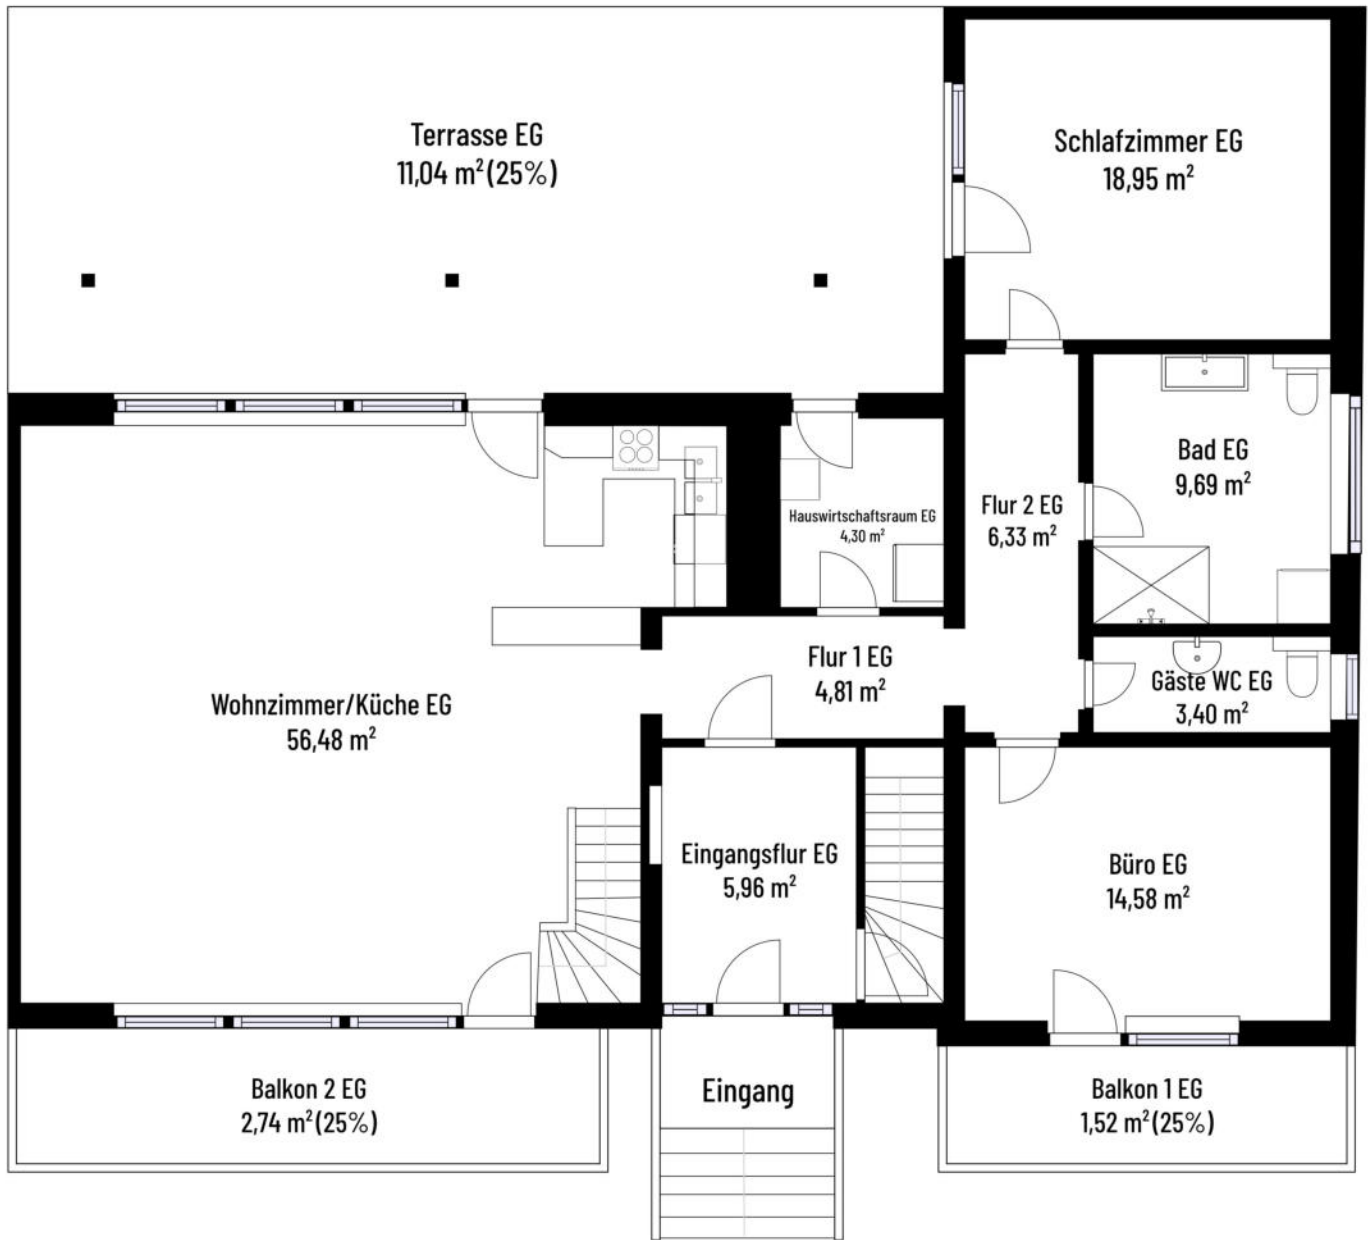 Terrasse EG
11,04 m²(25%)
Schlafzimmer EG
18,95 m²
Bad EG
9,69 m²
Flur 2 EG
6,33 m²
Hauswirtschaftsraum EG
4,30 m²
Flur 1 EG
4,81 m²
Gäste WC EG
3,40 m²
Wohnzimmer/Küche EG
56,48 m²
Eingangsflur EG
5,96 m²
Büro EG
14,58 m²
Balkon 2 EG
2,74 m²(25%)
Eingang
Balkon 1 EG
1,52 m²(25%)